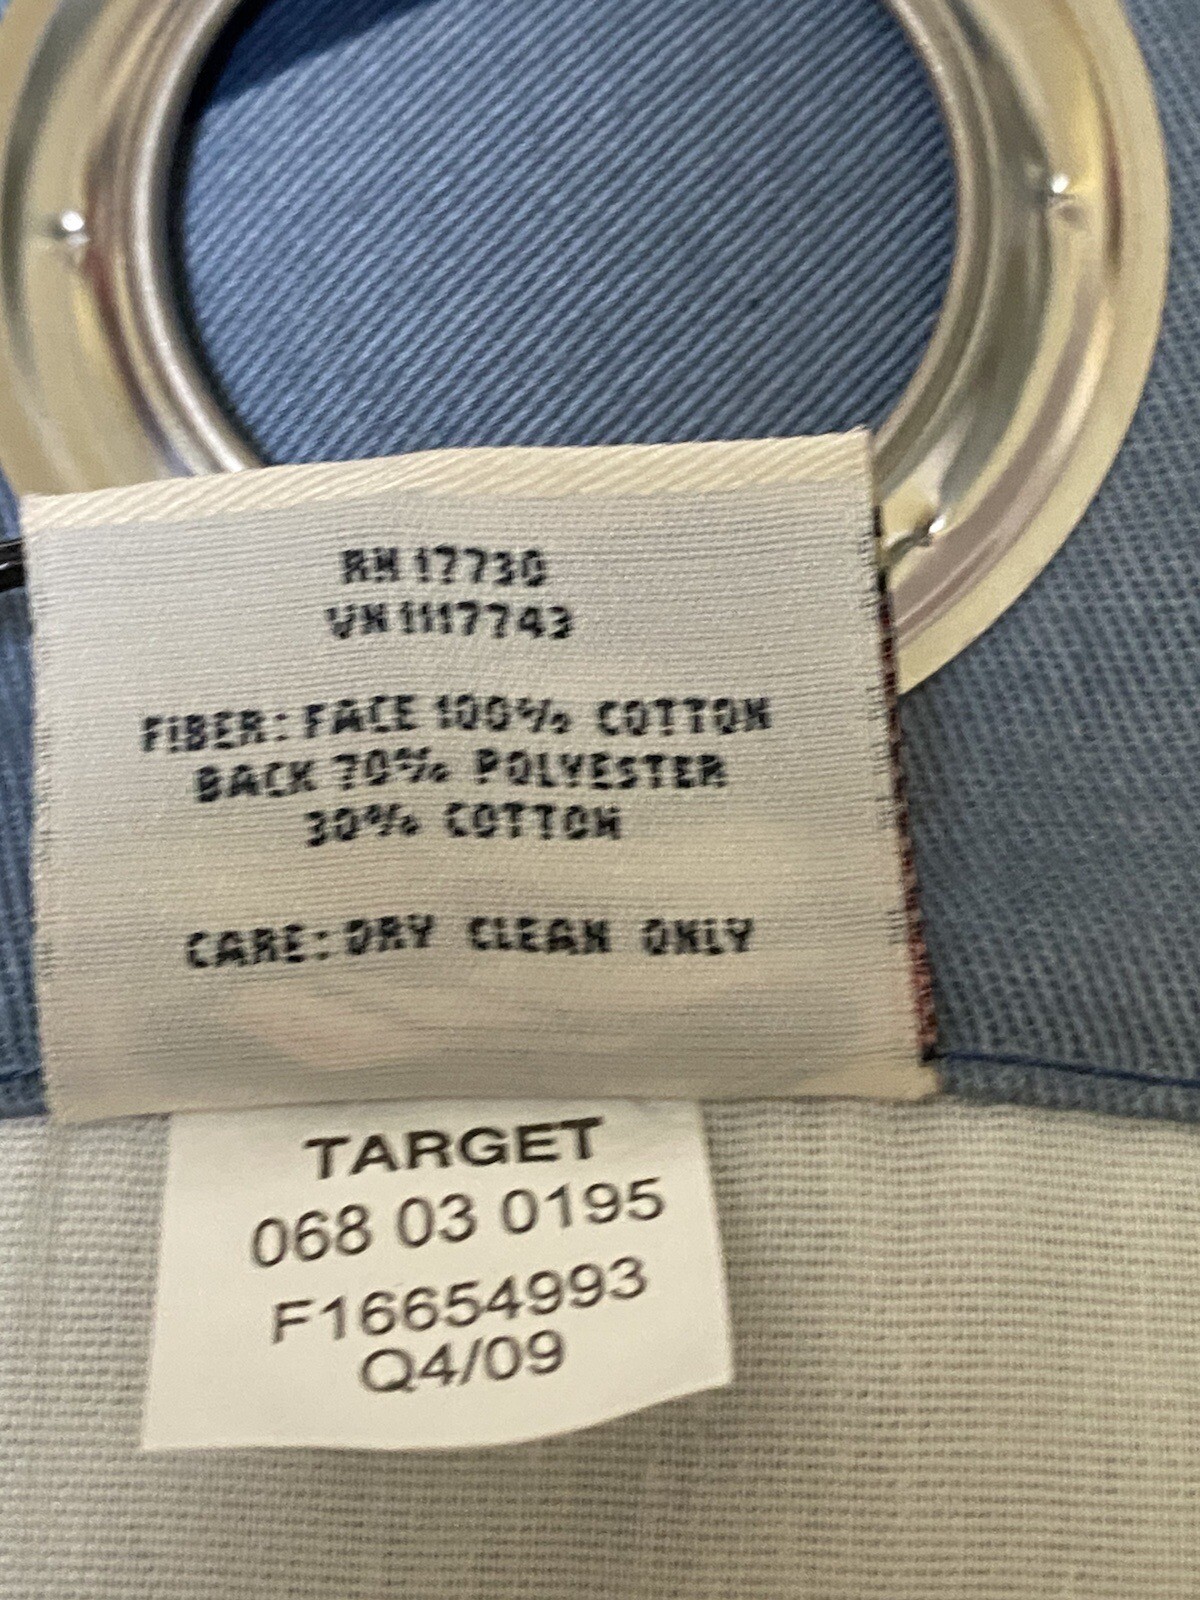 RN 17730
VN 1117743
FIBER: FACE 100% COTTON
BACK 70% POLYESTER
30% COTTON
CARE: DRY CLEAN ONLY
TARGET
068 03 0195
F16654993
Q4/09